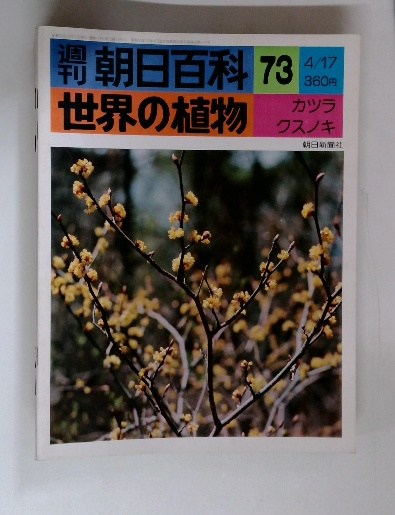 週刊 朝日百科
世界の植物
73
4/17
360円
カツラ
クスノキ
朝日新聞社